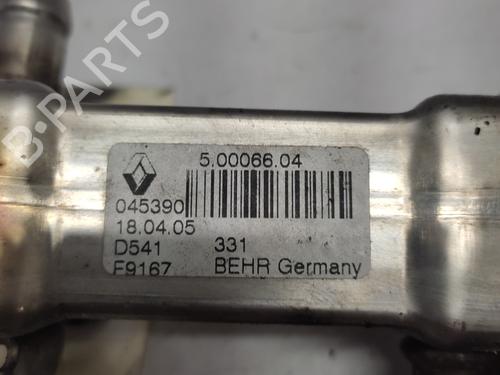 5.00066.04
045390
18.04.05
D541 331
F9167 BEHR Germany
B-PARTS